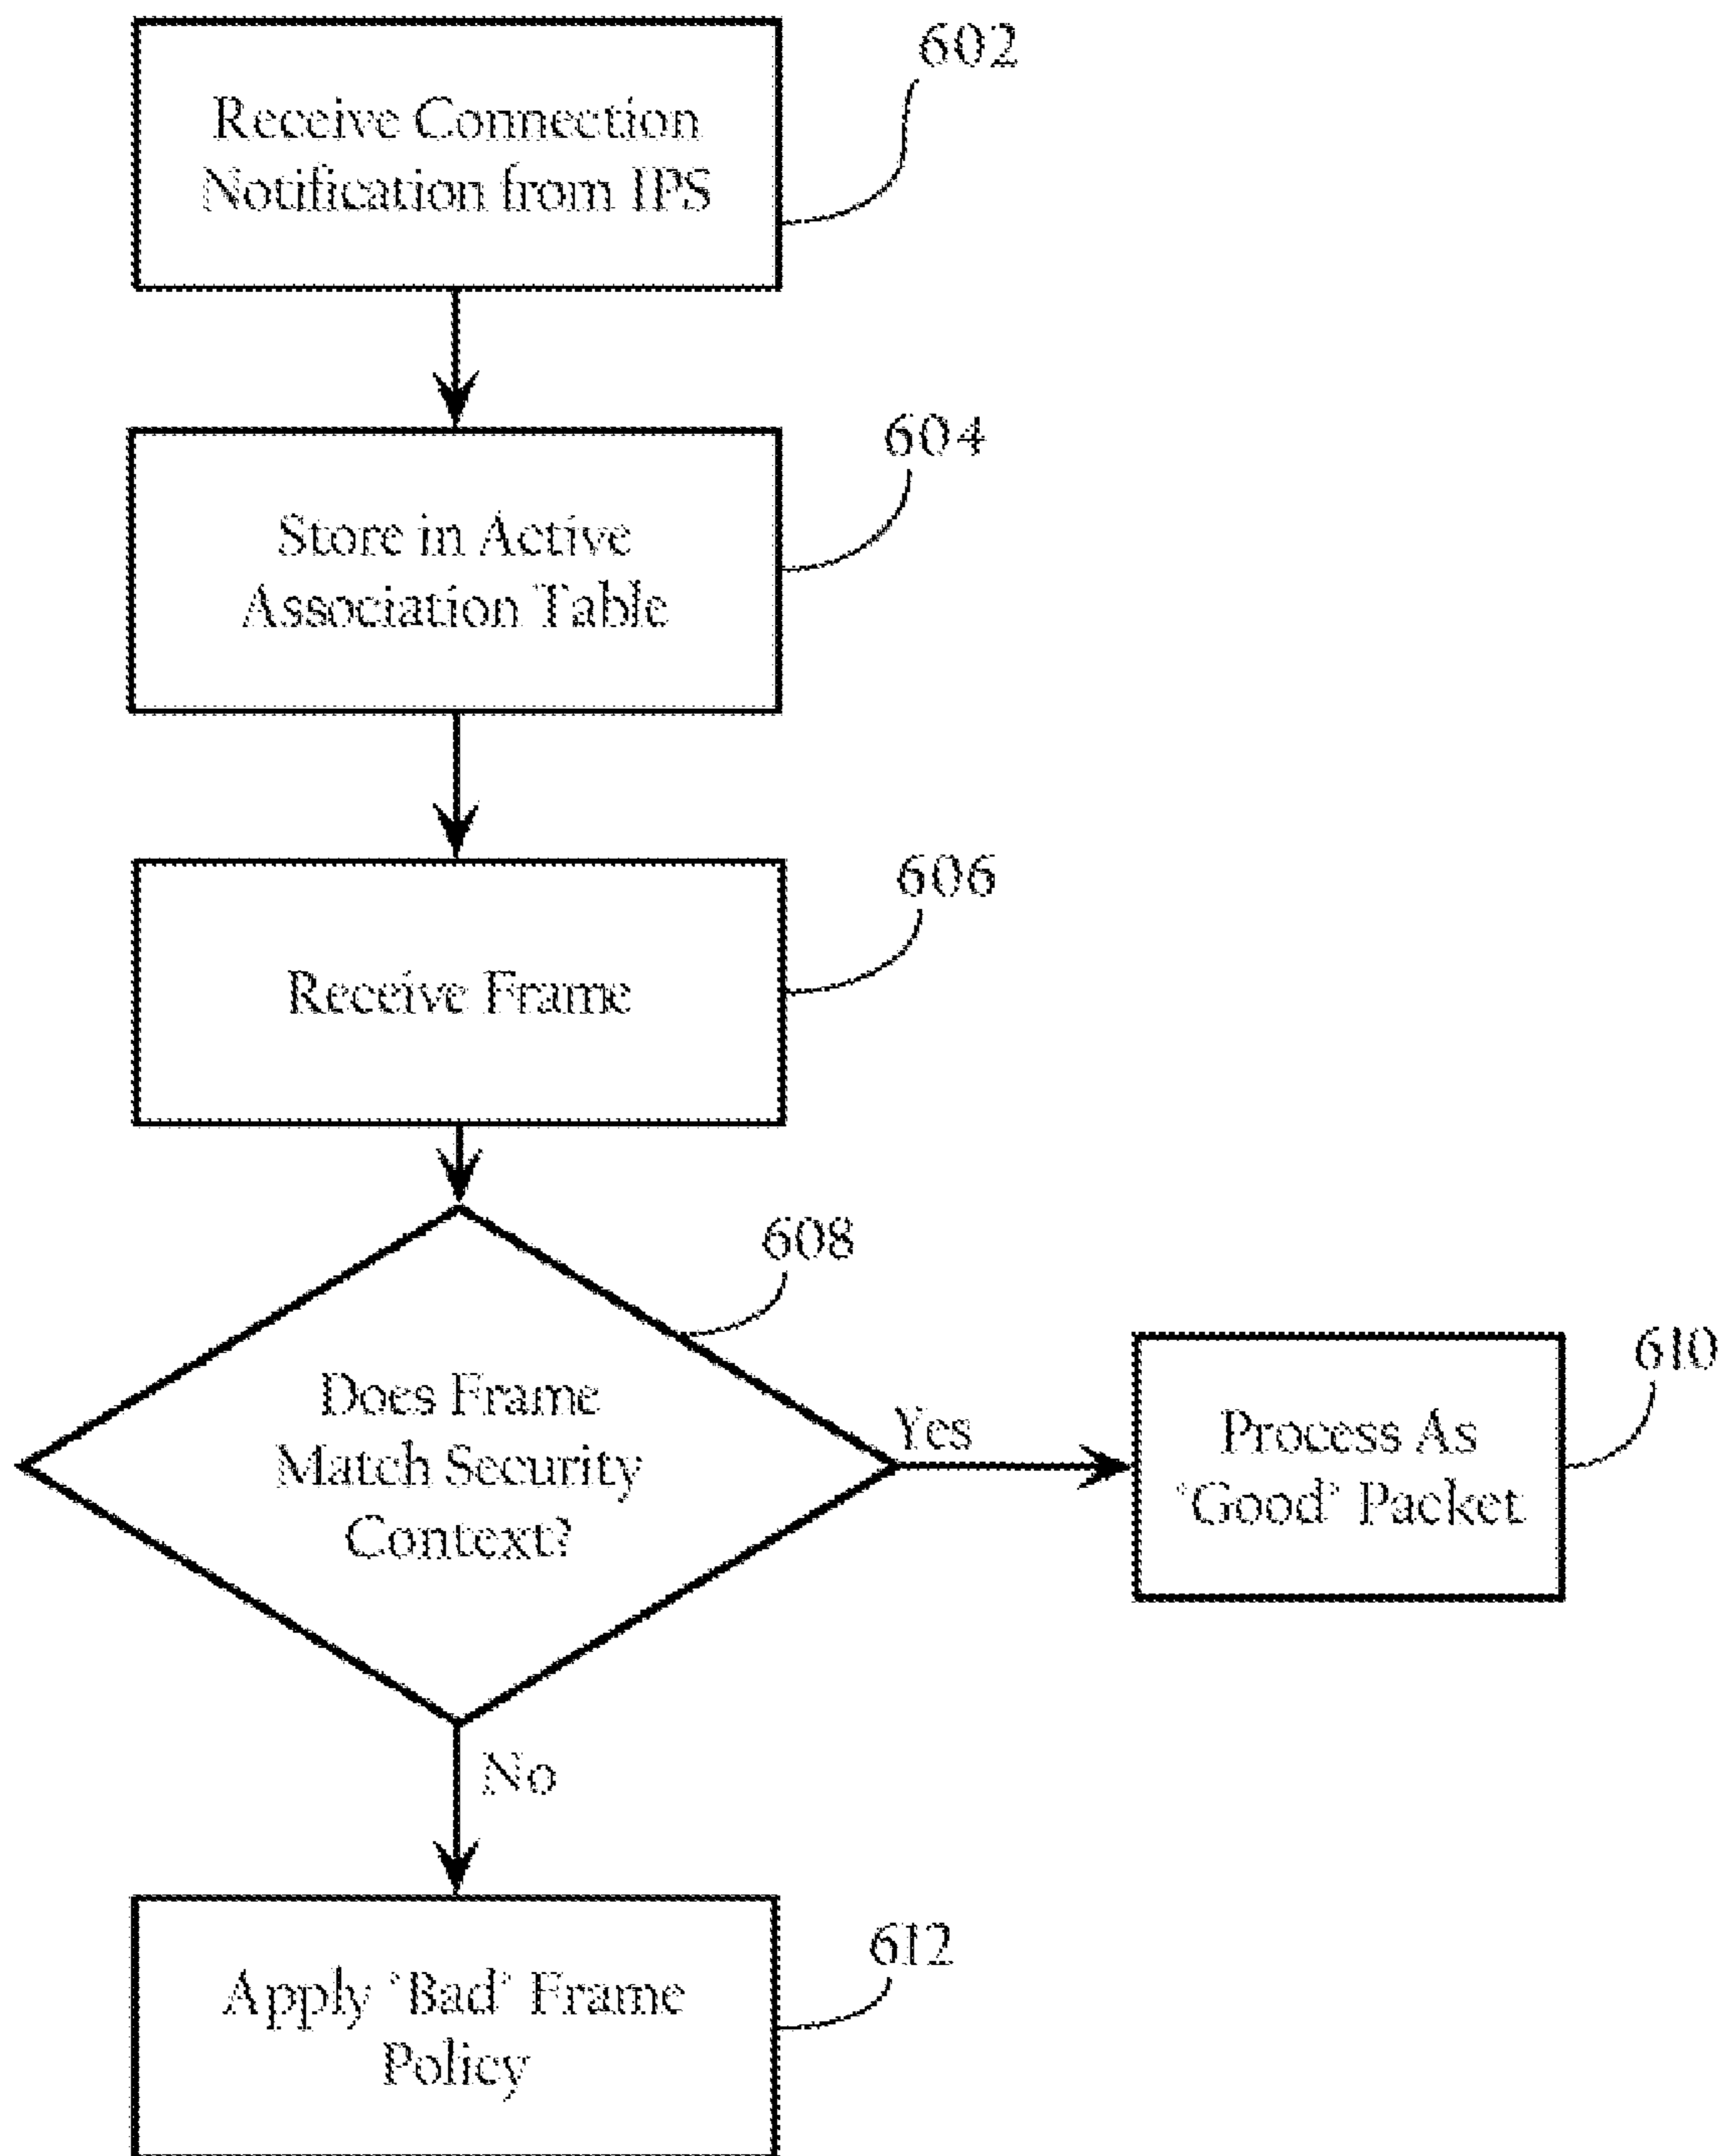 602
Receive Connection
Notification from IPS
604
Store in Active
Association Table
606
Receive Frame
608
Does Frame
Match Security
Context?
Yes
610
Process As
'Good' Packet
No
612
Apply 'Bad' Frame
Policy